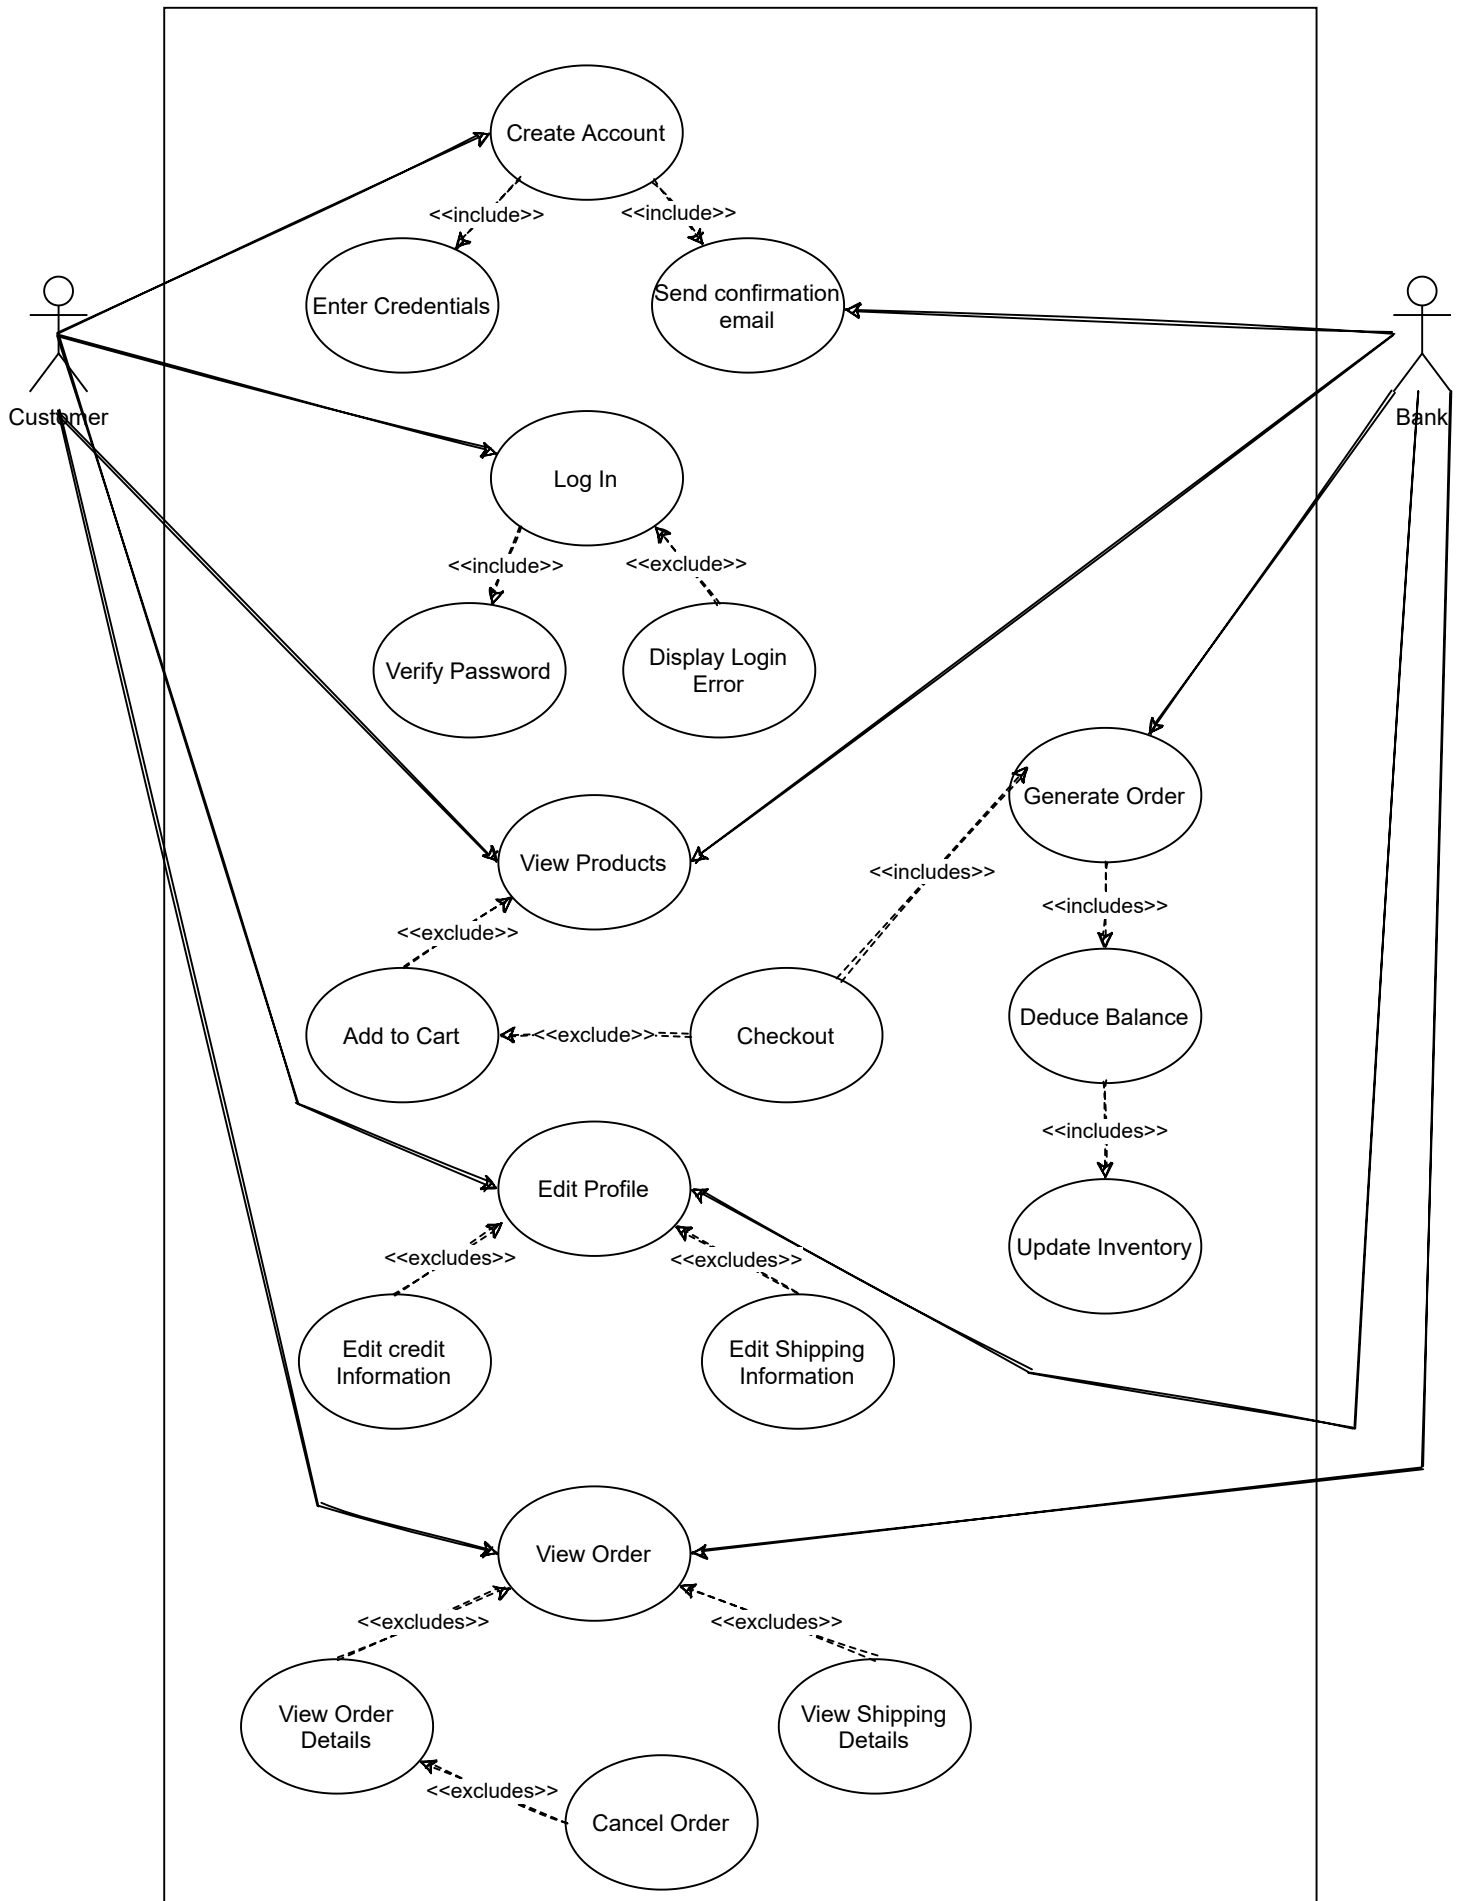 Create Account
<<include>>
<<include>>
Enter Credentials
Send confirmation
email
Customer
Bank
Log In
<<include>>
<<exclude>>
Verify Password
Display Login
Error
Generate Order
View Products
<<includes>>
<<includes>>
<<exclude>>
Add to Cart
<<exclude>>
Checkout
Deduce Balance
<<includes>>
Edit Profile
Update Inventory
<<excludes>>
<<excludes>>
Edit credit
Information
Edit Shipping
Information
View Order
<<excludes>>
<<excludes>>
View Order
Details
View Shipping
Details
<<excludes>>
Cancel Order